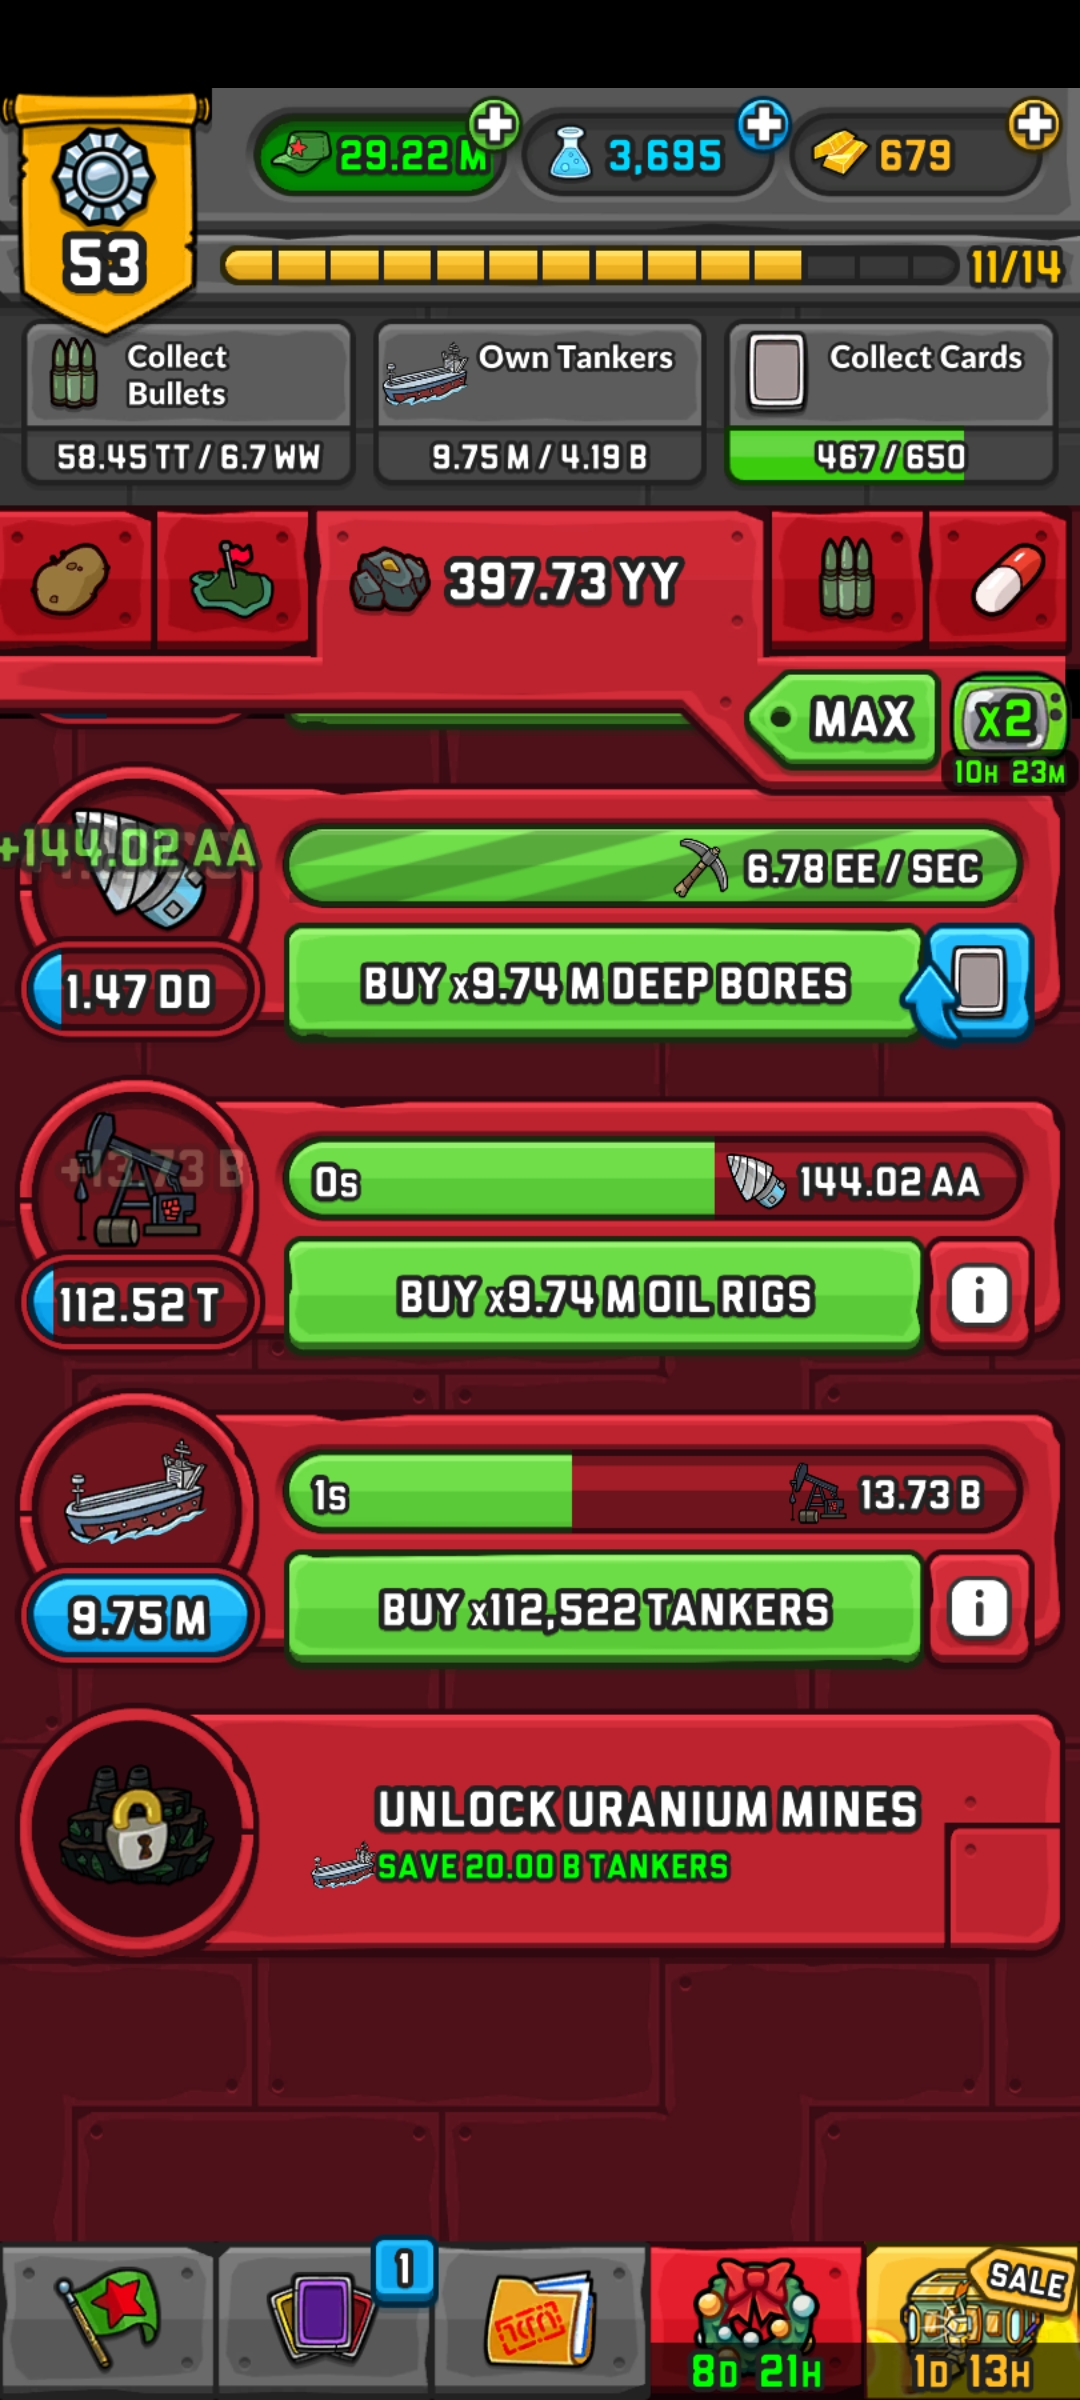 29.22 M
3,695
679
53
11/14
Collect
Bullets
Own Tankers
Collect Cards
58.45 TT / 6.7 WW
9.75 M / 4.19 B
467 / 650
397.73 YY
MAX
x2
10H 23M
+144.02 AA
6.78 EE / SEC
1.47 DD
BUY x9.74 M DEEP BORES
+13.73 B
0s
144.02 AA
112.52 T
BUY x9.74 M OIL RIGS
i
1s
13.73 B
9.75 M
BUY x112,522 TANKERS
i
UNLOCK URANIUM MINES
SAVE 20.00 B TANKERS
1
SALE
8D 21H
1D 13H